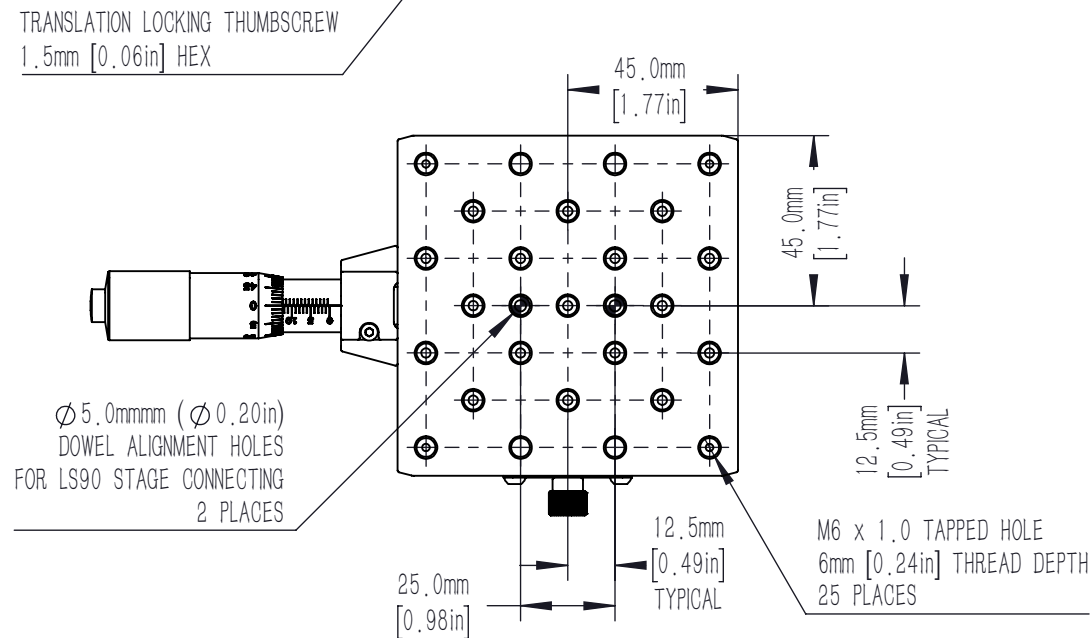 TRANSLATION LOCKING THUMBSCREW
1.5mm [0.06in] HEX
45.0mm
[1.77in]
45.0mm
[1.77in]
0
Ø5.0mmmm (Ø0.20in)
DOWEL ALIGNMENT HOLES
FOR LS90 STAGE CONNECTING
2 PLACES
12.5mm
[0.49in]
TYPICAL
12.5mm
[0.49in]
TYPICAL
25.0mm
[0.98in]
M6 x 1.0 TAPPED HOLE
6mm [0.24in] THREAD DEPTH
25 PLACES